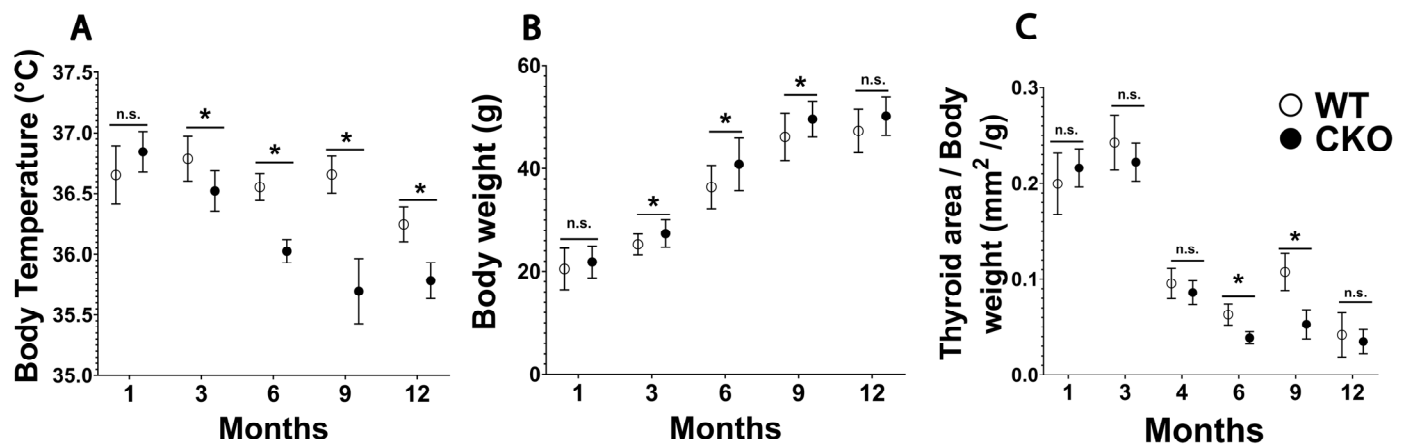 A
Body Temperature (°C)
37.5
37.0
36.5
36.0
35.5
35.0
n.s.
*
*
*
*
1 3 6 9 12
Months
B
Body weight (g)
60
40
20
0
n.s.
*
*
*
n.s.
1 3 6 9 12
Months
C
Thyroid area / Body
weight (mm² /g)
0.3
0.2
0.1
0.0
n.s.
n.s.
n.s.
*
*
n.s.
1 3 4 6 9 12
Months
WT
CKO